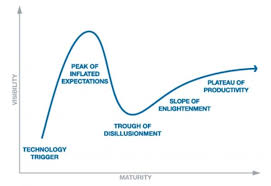 VISIBILITY
PEAK OF
INFLATED
EXPECTATIONS
PLATEAU OF
PRODUCTIVITY
SLOPE OF
ENLIGHTENMENT
TROUGH OF
DISILLUSIONMENT
TECHNOLOGY
TRIGGER
MATURITY